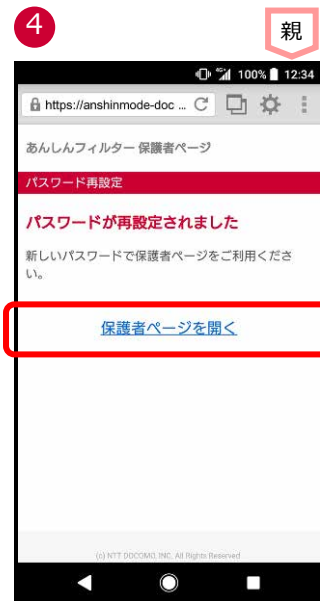 4
親
100% 12:34
https://anshinmode-doc ...
あんしんフィルター 保護者ページ
パスワード再設定
パスワードが再設定されました
新しいパスワードで保護者ページをご利用くださ
い。
保護者ページを開く
(c) NTT DOCOMO, INC. All Rights Reserved